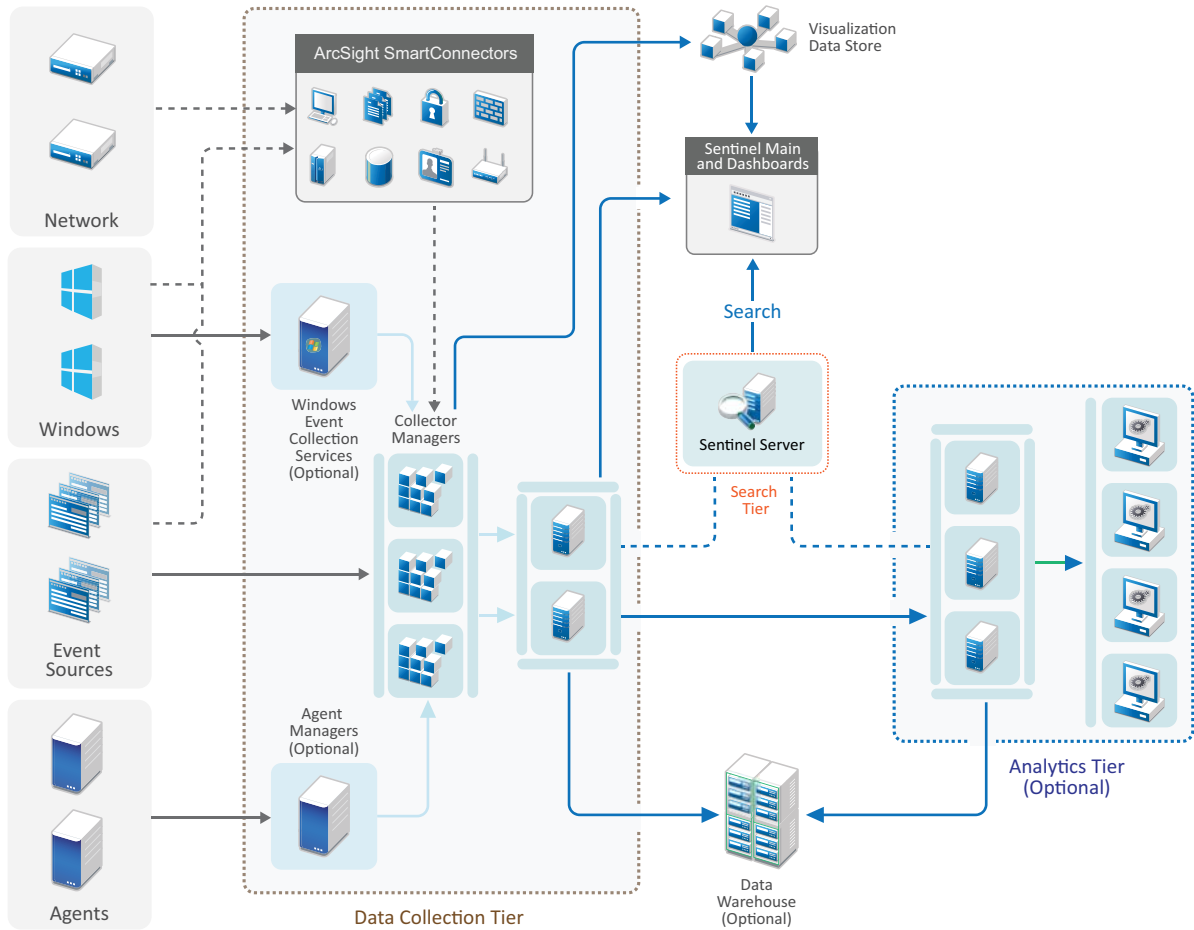 Visualization
Data Store
ArcSight SmartConnectors
Sentinel Main
and Dashboards
Network
Search
Windows
Windows
Event
Collection
Services
(Optional)
Collector
Managers
Sentinel Server
Search
Tier
Event
Sources
Agent
Managers
(Optional)
Analytics Tier
(Optional)
Data
Warehouse
(Optional)
Agents
Data Collection Tier